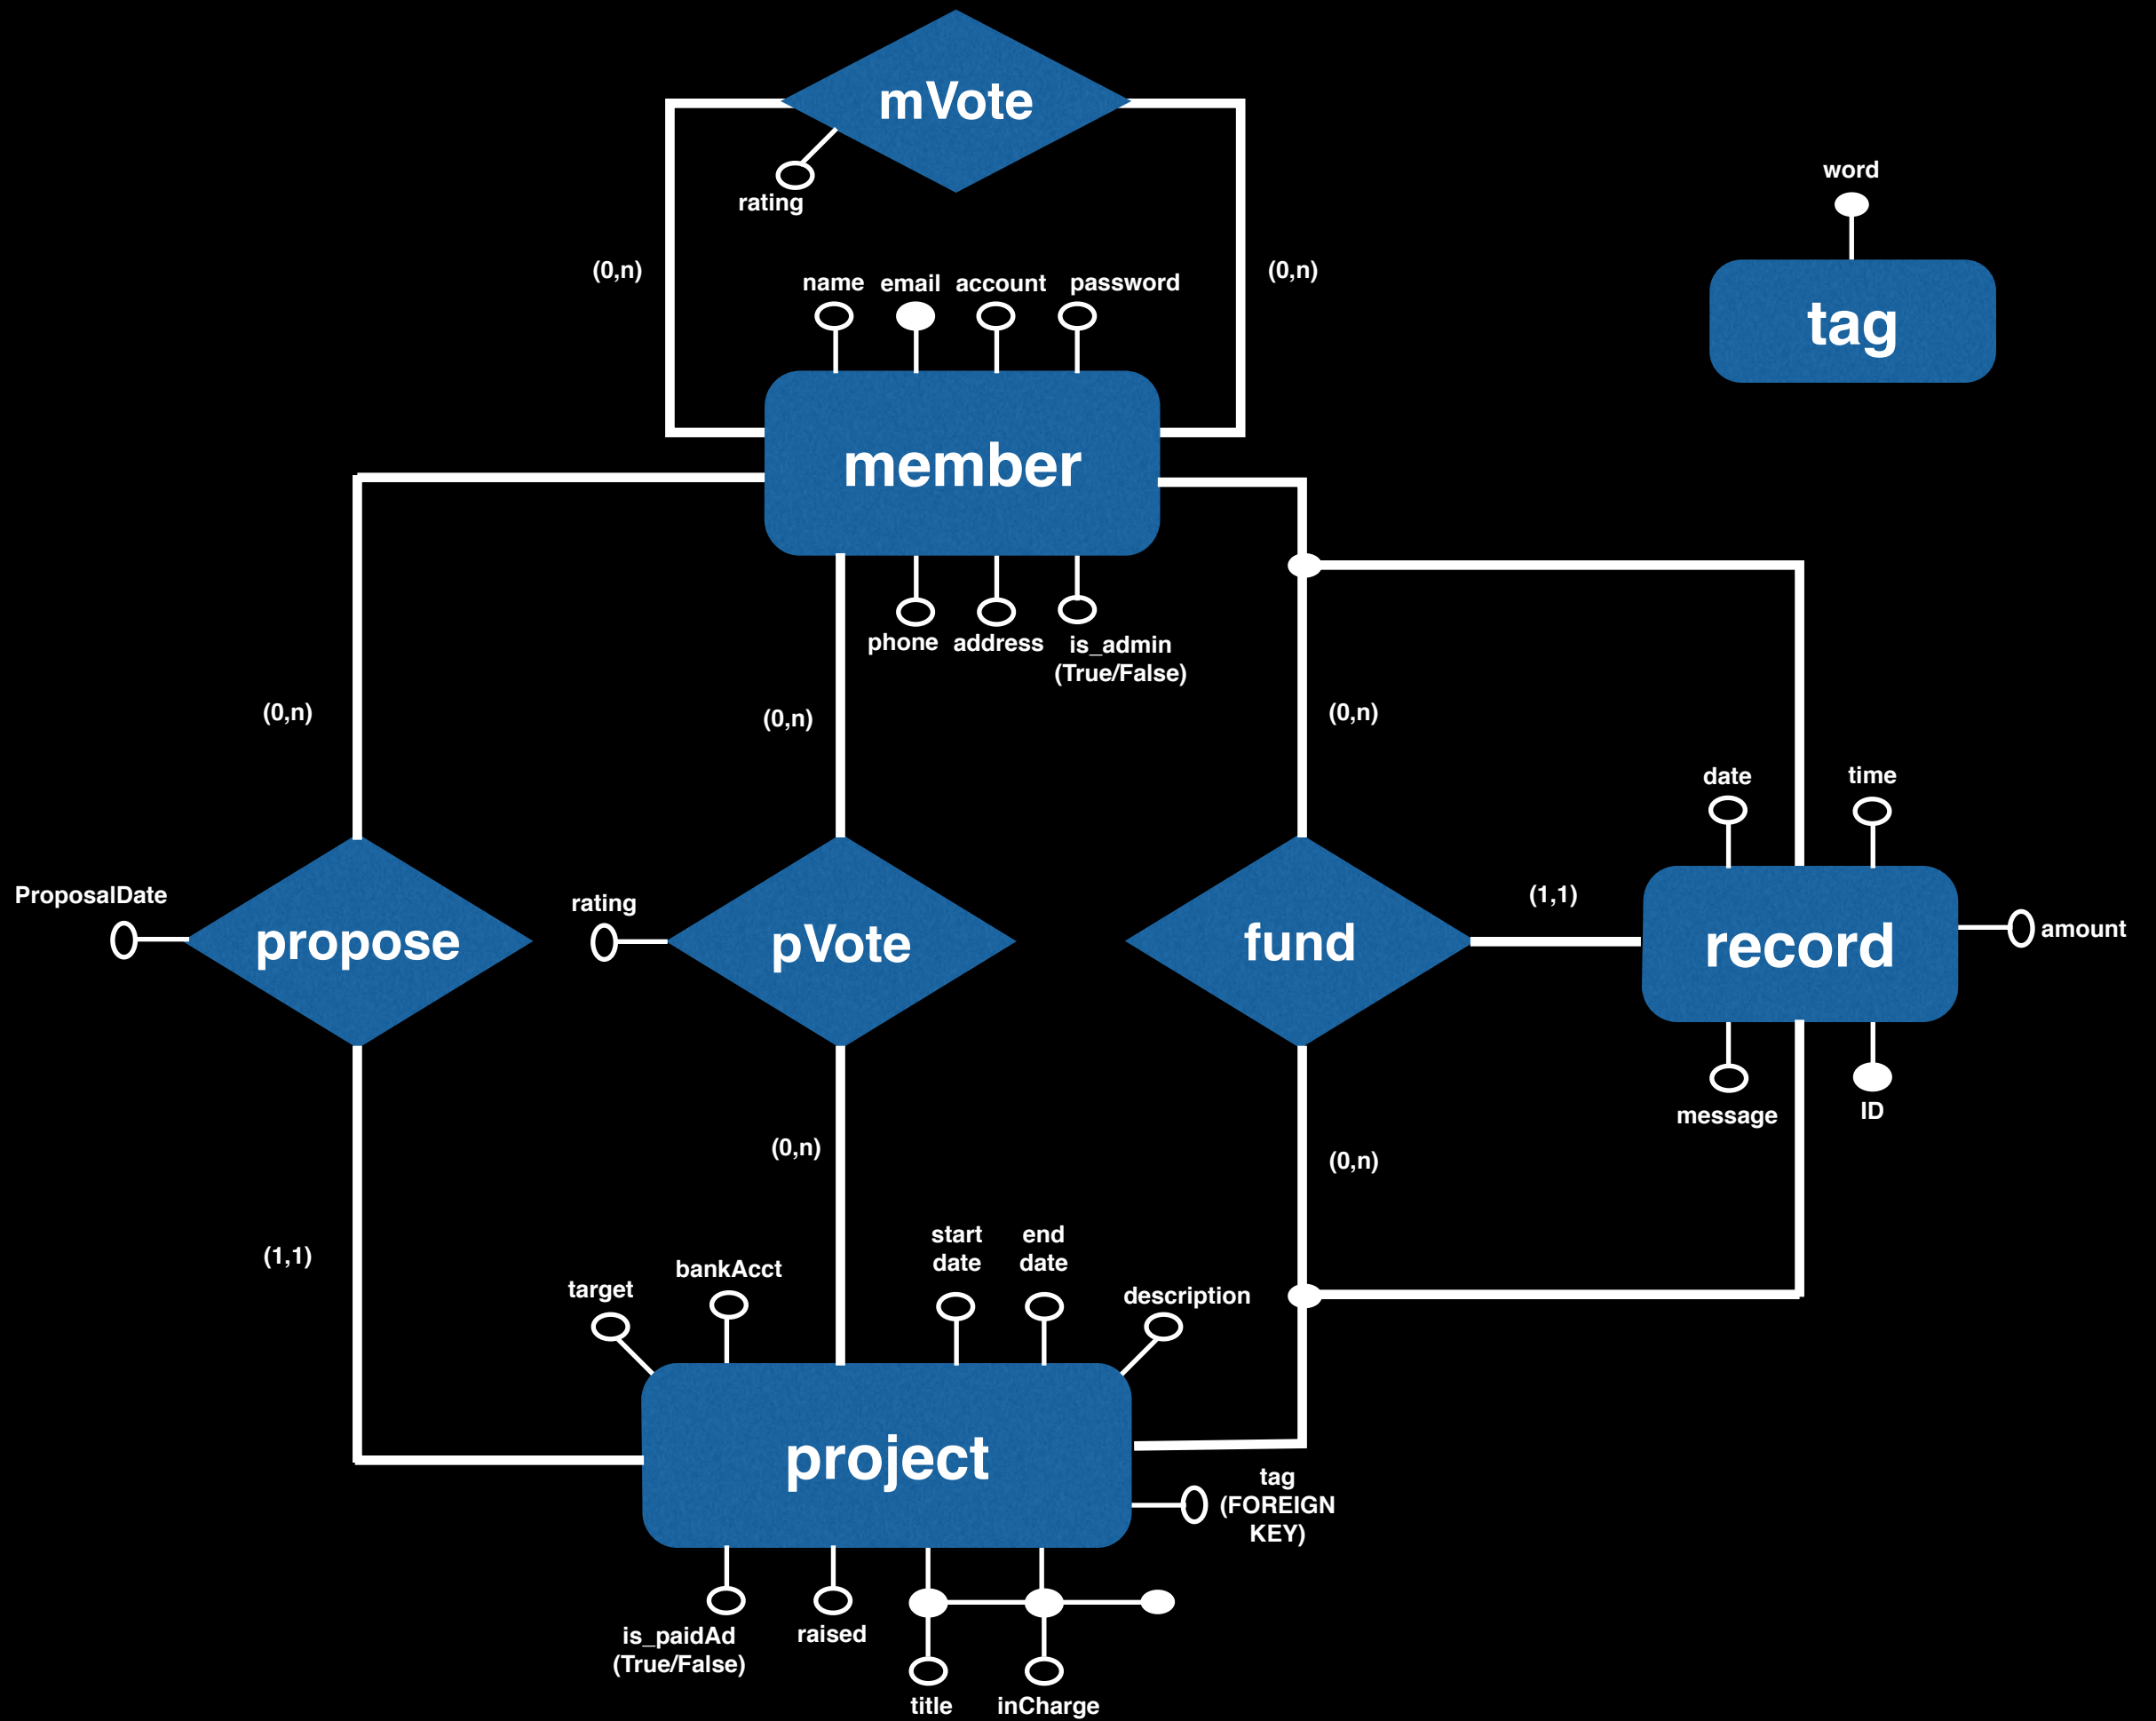 mVote
rating
word
tag
(0,n)
(0,n)
name
email
account
password
member
phone
address
is_admin
(True/False)
(0,n)
(0,n)
(0,n)
date
time
ProposalDate
rating
(1,1)
propose
pVote
fund
record
amount
message
ID
(0,n)
(0,n)
(1,1)
target
bankAcct
start
date
end
date
description
project
tag
(FOREIGN
KEY)
is_paidAd
(True/False)
raised
title
inCharge